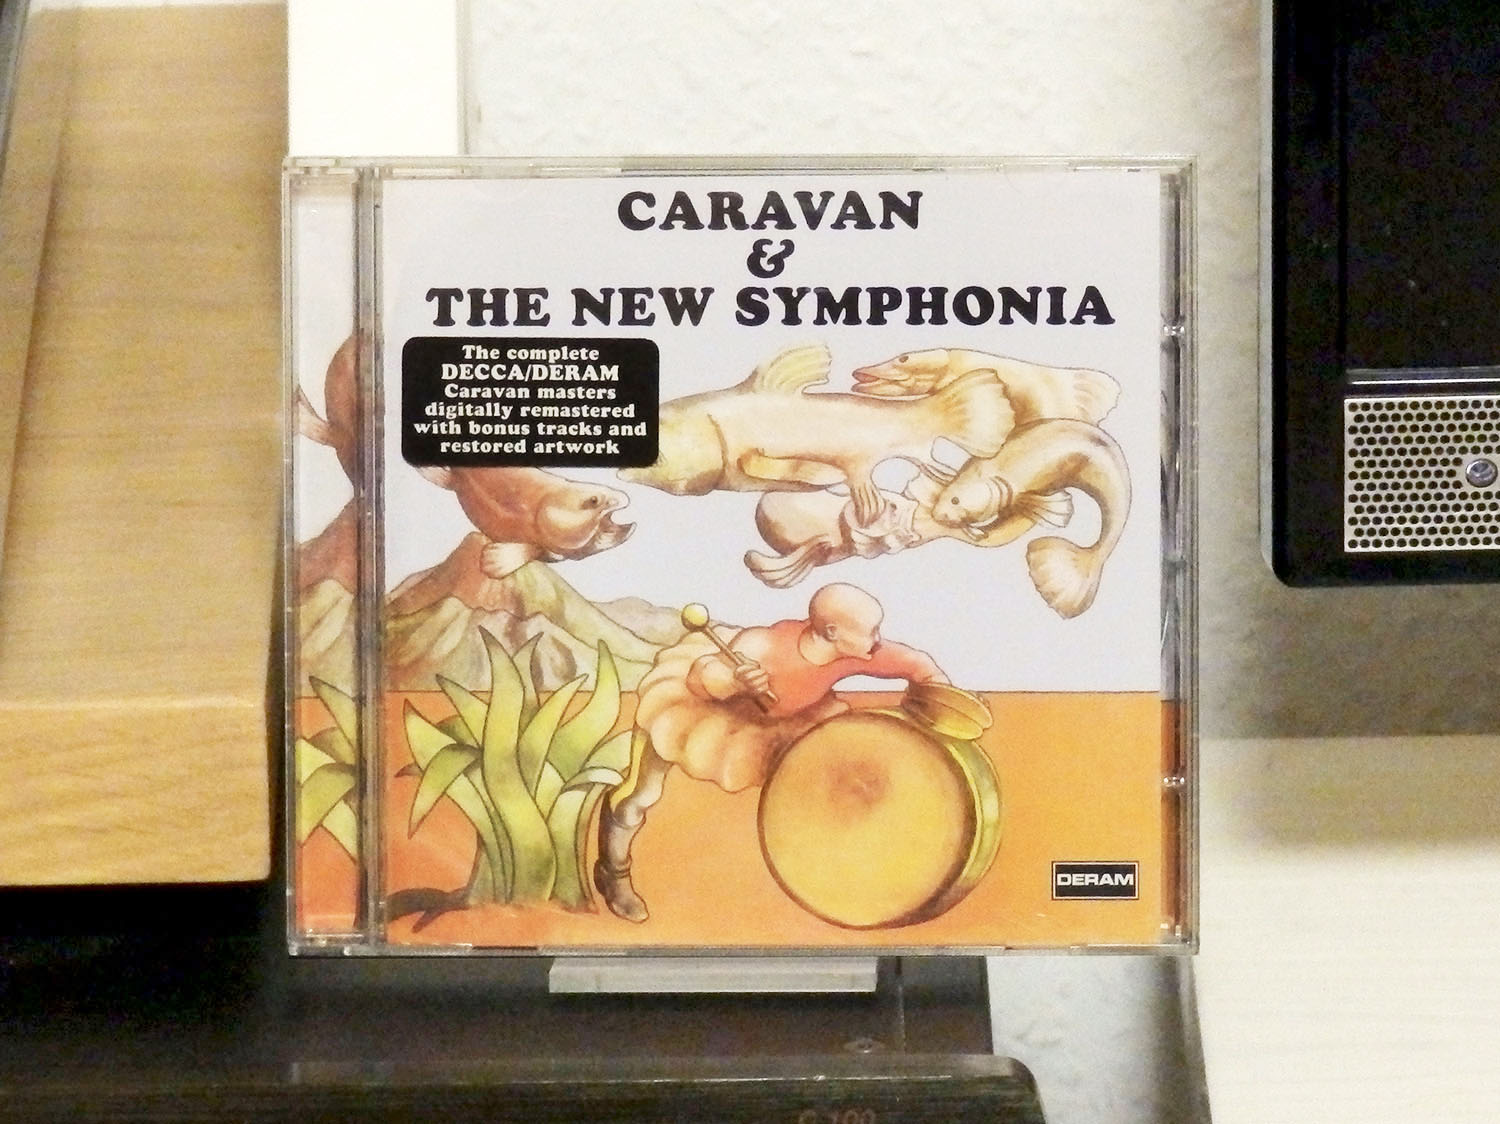 CARAVAN
&
THE NEW SYMPHONIA
The complete
DECCA/DERAM
Caravan masters
digitally remastered
with bonus tracks and
restored artwork
DERAM